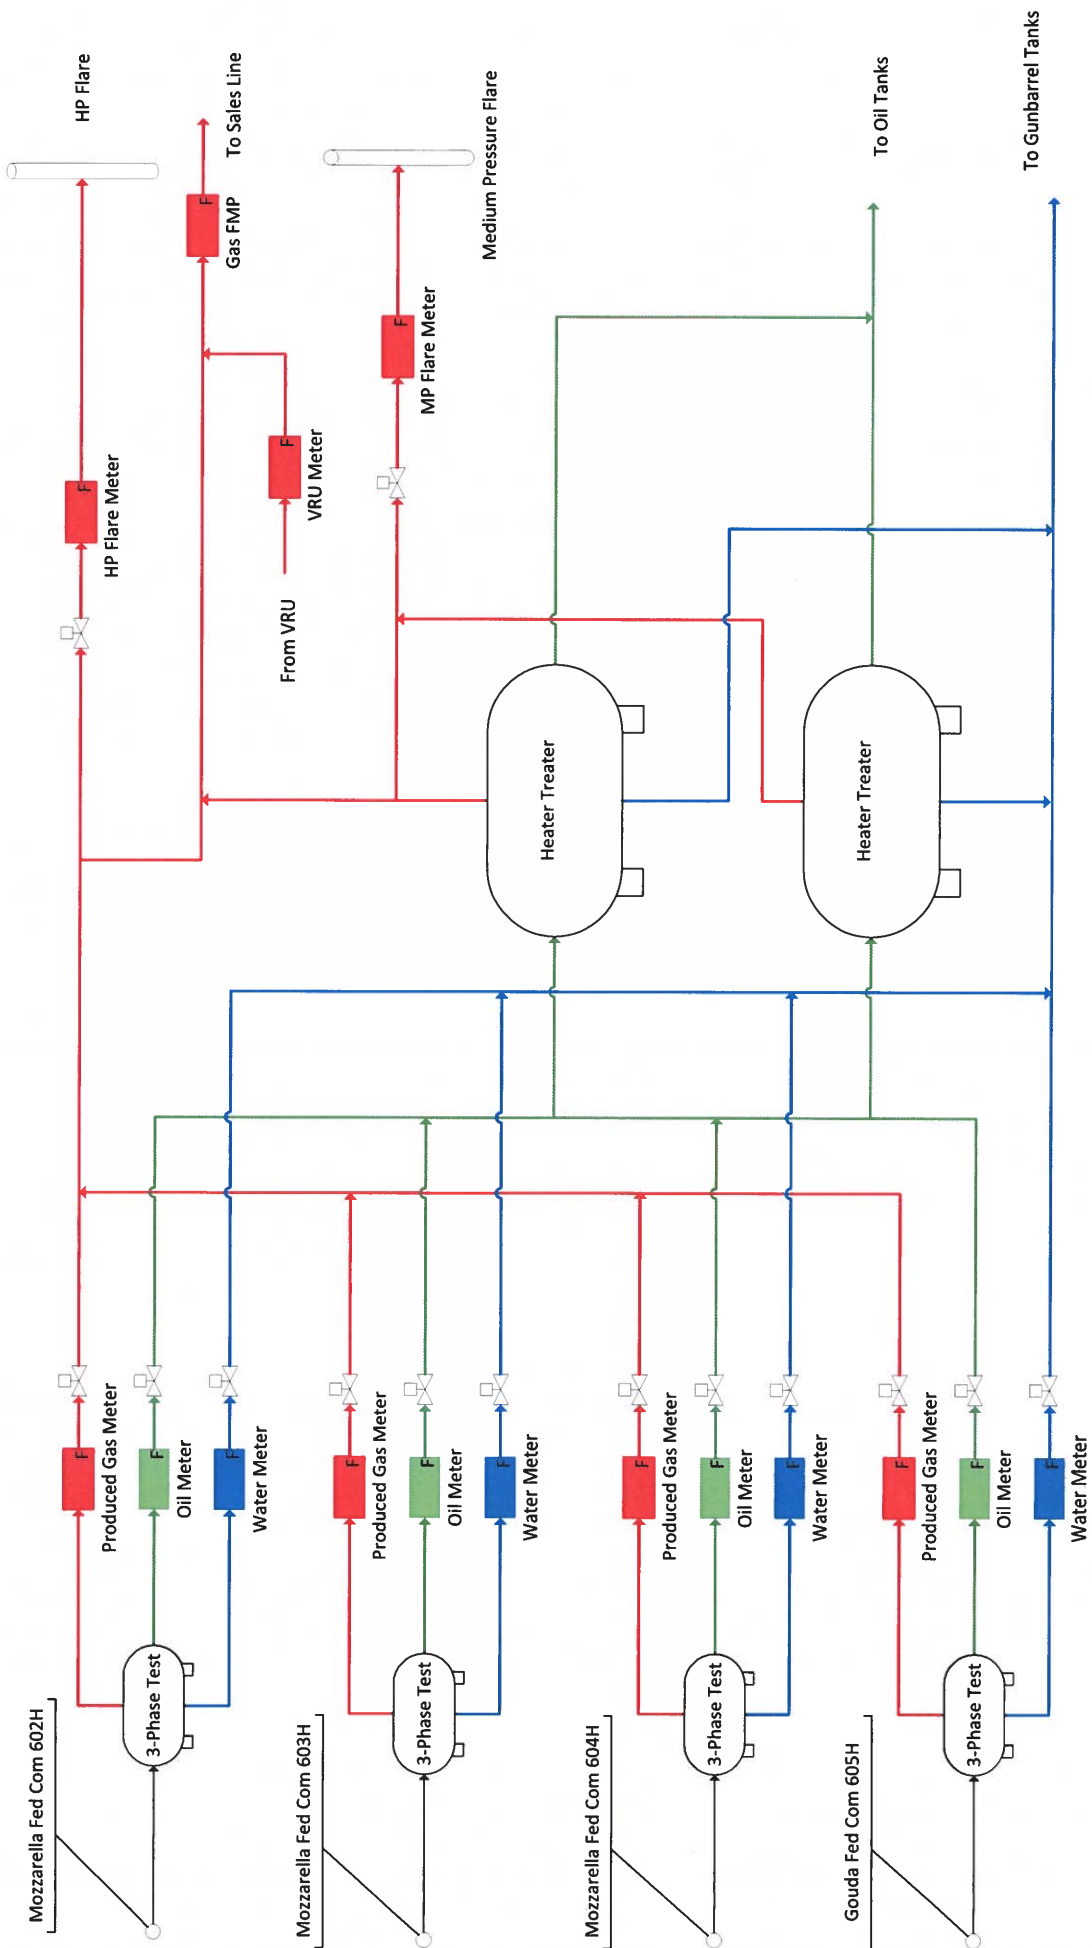 Mozzarella Fed Com 602H
3-Phase Test
F
Produced Gas Meter
F
Oil Meter
F
Water Meter
Mozzarella Fed Com 603H
3-Phase Test
F
Produced Gas Meter
F
Oil Meter
F
Water Meter
Mozzarella Fed Com 604H
3-Phase Test
F
Produced Gas Meter
F
Oil Meter
F
Water Meter
Gouda Fed Com 605H
3-Phase Test
F
Produced Gas Meter
F
Oil Meter
F
Water Meter
Heater Treater
Heater Treater
F
HP Flare Meter
HP Flare
From VRU
F
VRU Meter
F
Gas FMP
To Sales Line
F
MP Flare Meter
Medium Pressure Flare
To Oil Tanks
To Gunbarrel Tanks